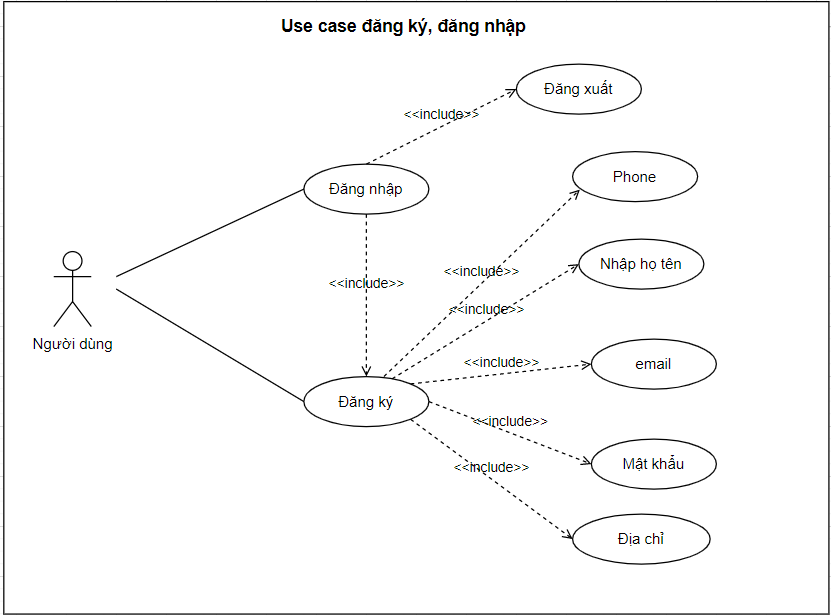 Use case đăng ký, đăng nhập
Đăng xuất
<<include>>
Phone
Đăng nhập
Nhập họ tên
<<include>>
<<include>>
<<include>>
Người dùng
email
<<include>>
Đăng ký
<<include>>
Mật khẩu
<<include>>
Địa chỉ